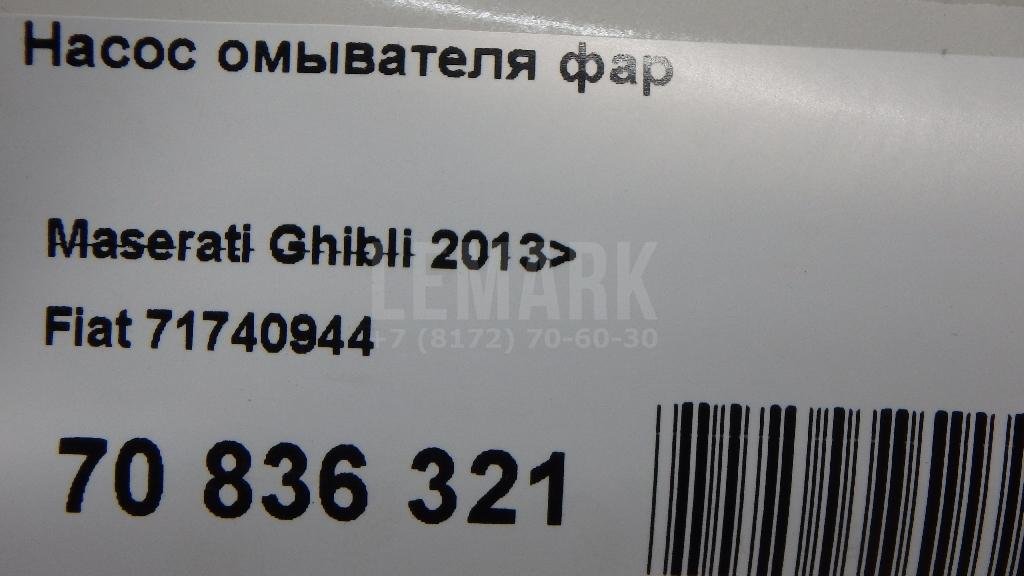 Насос омывателя фар
Maserati Ghibli 2013>
LEMARK
Fiat 71740944
+7 (8172) 70-60-30
70 836 321